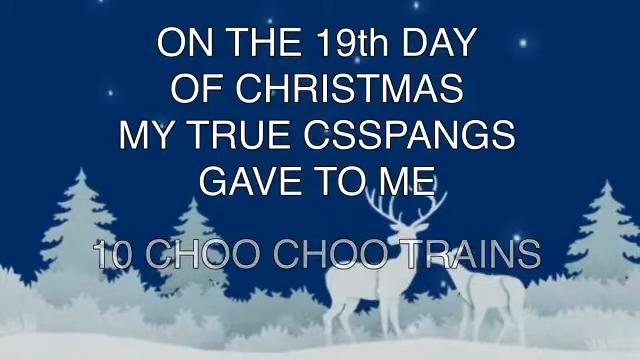 ON THE 19th DAY
OF CHRISTMAS
MY TRUE CSSPANGS
GAVE TO ME
10 CHOO CHOO TRAINS